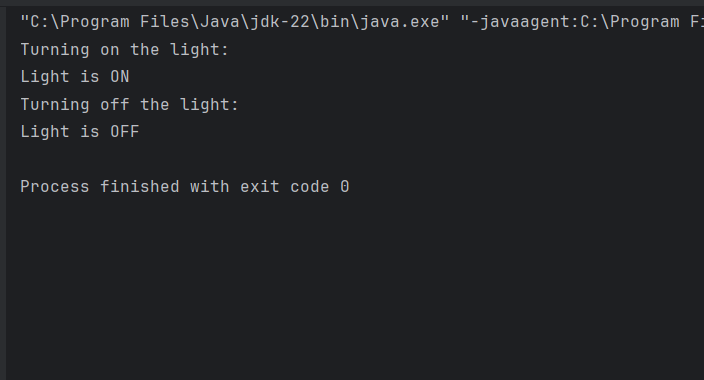 "C:\Program Files\Java\jdk-22\bin\java.exe" "-javaagent:C:\Program
Turning on the light:
Light is ON
Turning off the light:
Light is OFF
Process finished with exit code 0